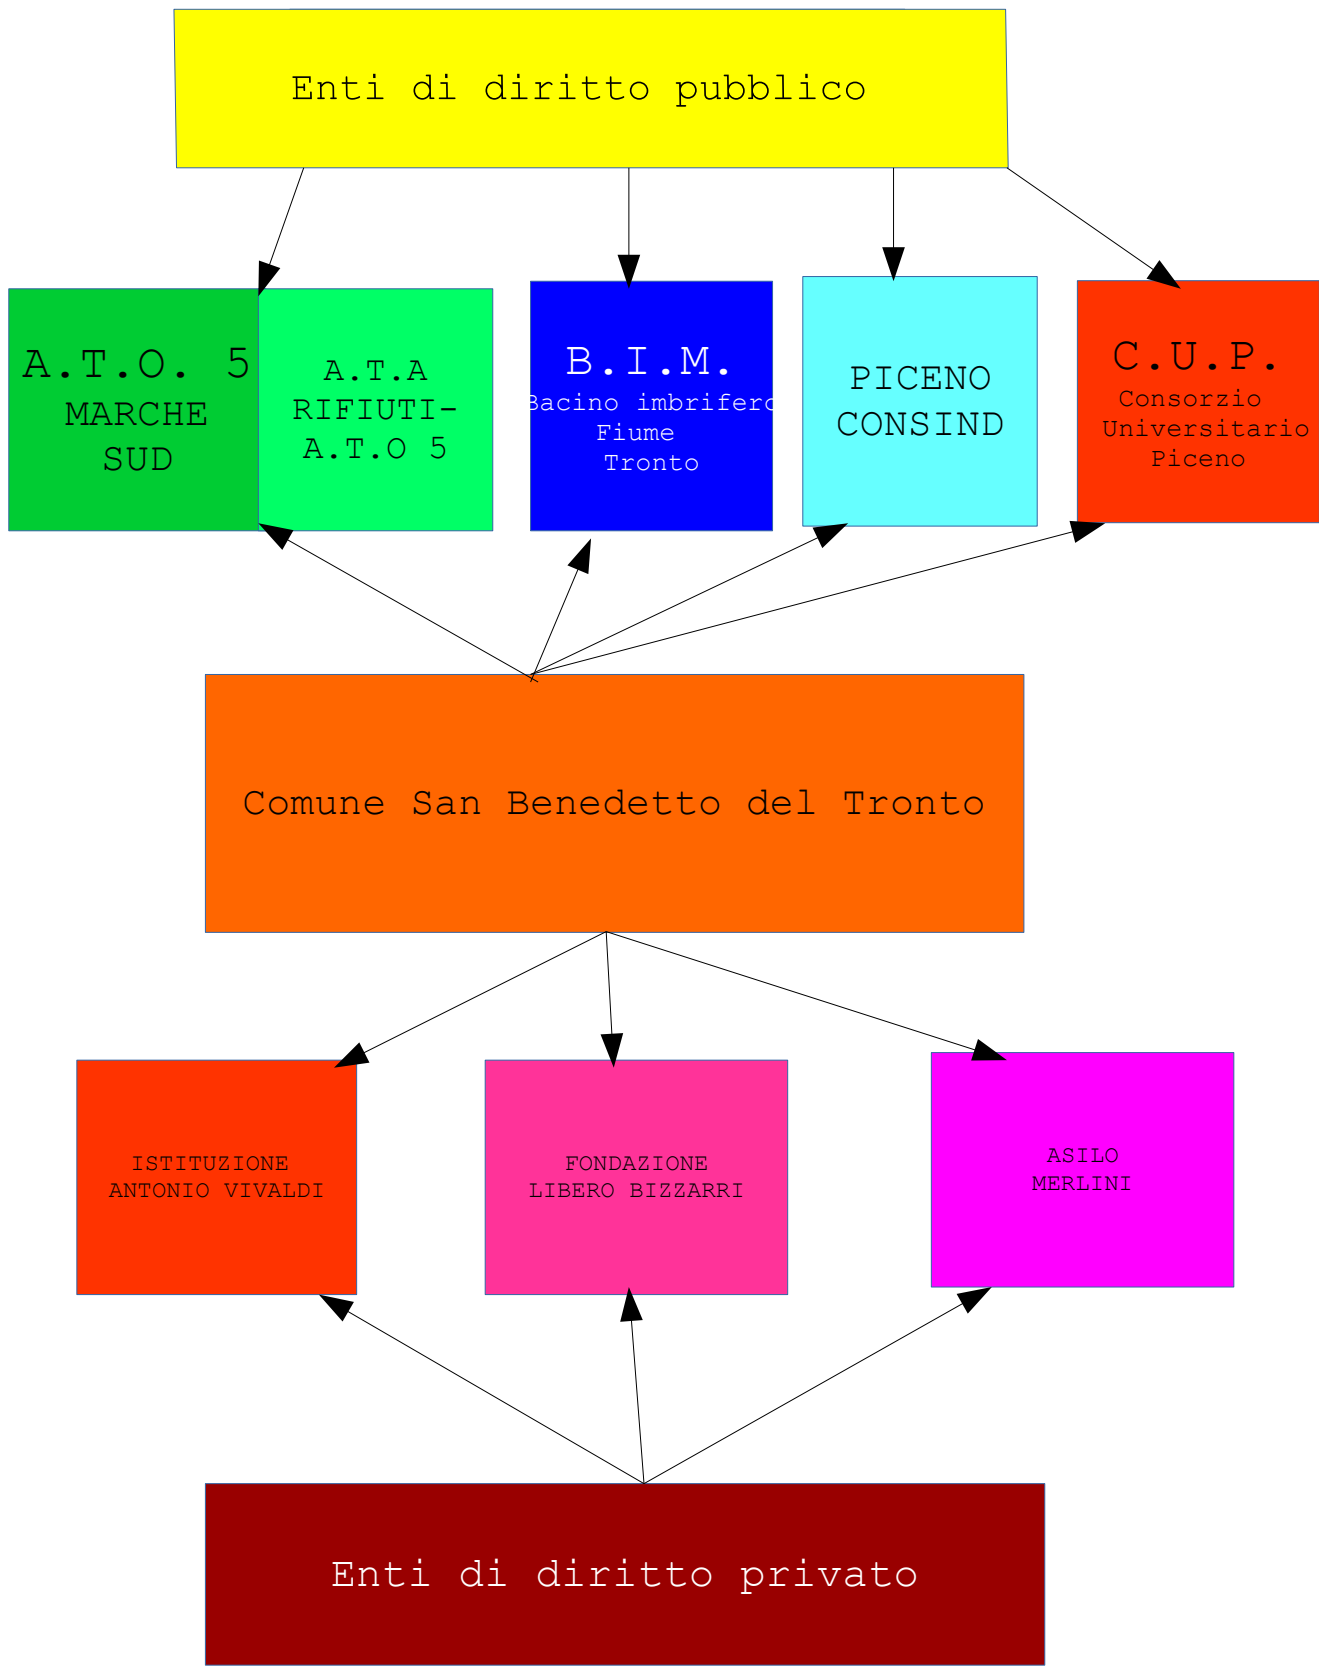 Enti di diritto pubblico
A.T.O. 5
MARCHE
SUD
A.T.A
RIFIUTI-
A.T.O 5
B.I.M.
Bacino imbrifero
Fiume
Tronto
PICENO
CONSIND
C.U.P.
Consorzio
Universitario
Piceno
Comune San Benedetto del Tronto
ISTITUZIONE
ANTONIO VIVALDI
FONDAZIONE
LIBERO BIZZARRI
ASILO
MERLINI
Enti di diritto privato